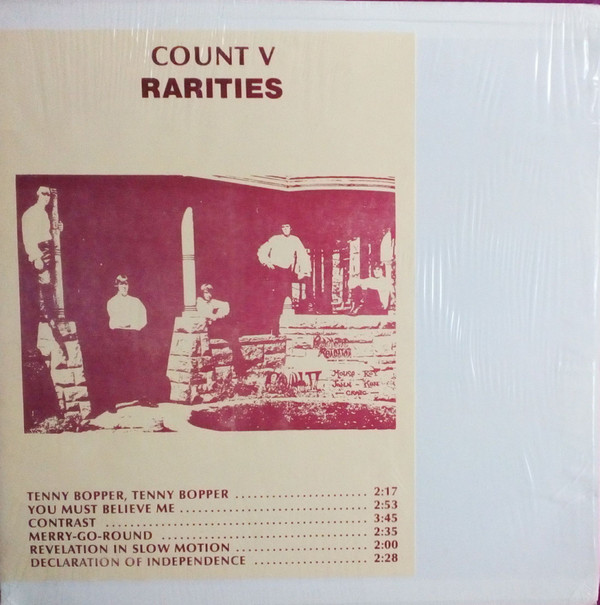 COUNT V
RARITIES
TENNY BOPPER, TENNY BOPPER ...................... 2:17
YOU MUST BELIEVE ME ............................... 2:53
CONTRAST ............................................ 3:45
MERRY-GO-ROUND ................................... 2:35
REVELATION IN SLOW MOTION ...................... 2:00
DECLARATION OF INDEPENDENCE ................... 2:28